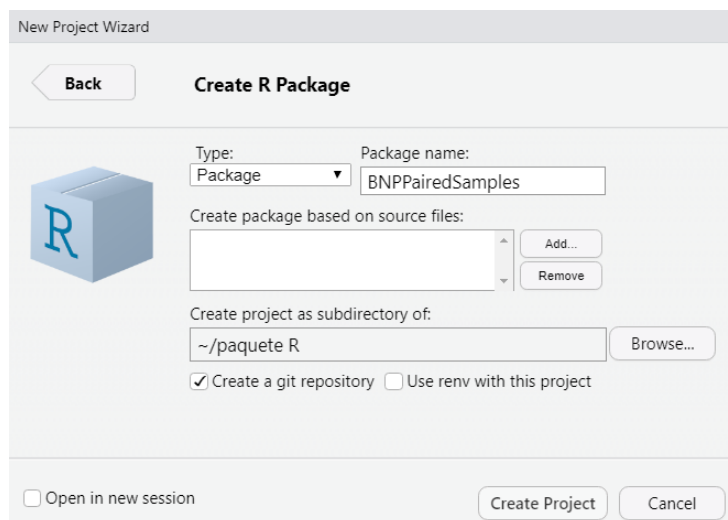 New Project Wizard
Back
Create R Package
Type:
Package name:
Package
BNPPairedSamples
R
Create package based on source files:
Add...
Remove
Create project as subdirectory of:
~/paquete R
Browse...
Create a git repository
Use renv with this project
Open in new session
Create Project
Cancel